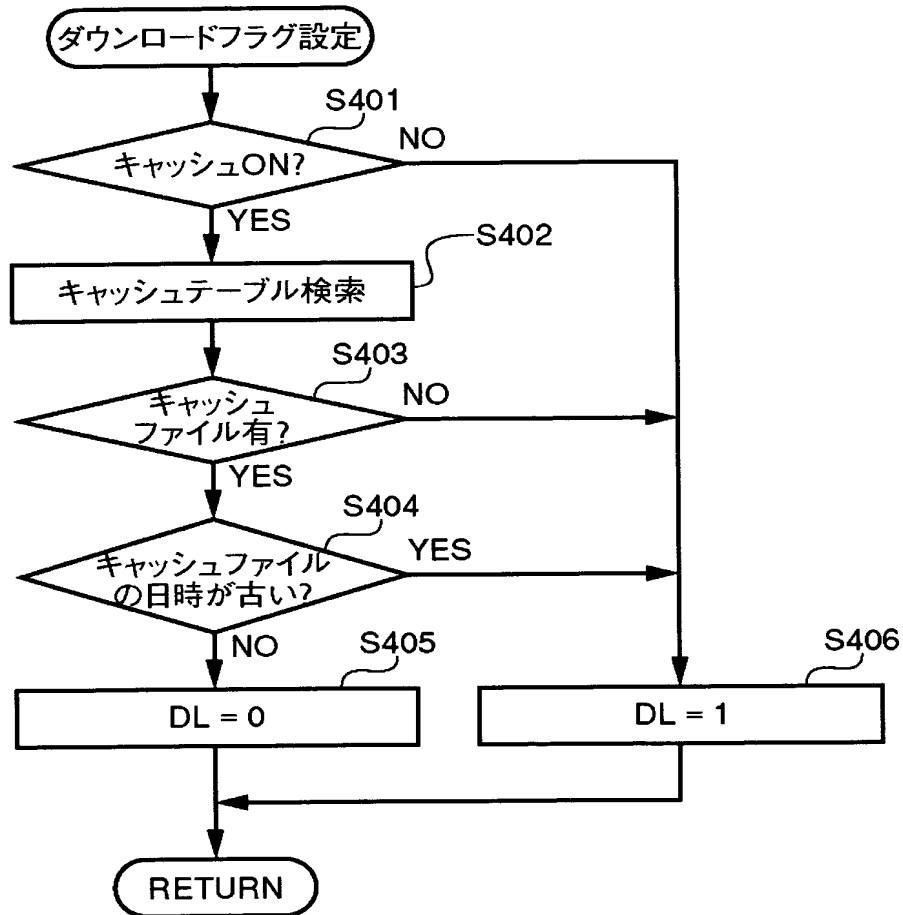 ダウンロードフラグ設定
S401
キャッシュON?
NO
YES
S402
キャッシュテーブル検索
S403
キャッシュ
ファイル有?
NO
YES
S404
キャッシュファイル
の日時が古い?
YES
NO
S405
DL = 0
S406
DL = 1
RETURN